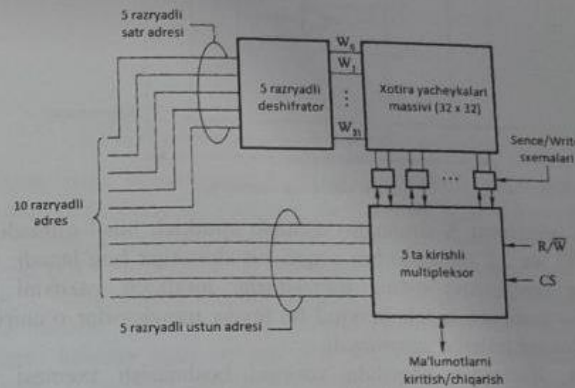 5 razryadli
satr adresi
5 razryadli
deshifrator
W₀
W₁
W₃₁
Xotira yacheykalari
massivi (32 x 32)
Sence/Write
sxemalari
10 razryadli
adres
5 ta kirishli
multipleksor
R/W̅
CS
5 razryadli ustun adresi
Ma'lumotlarni
kiritish/chiqarish